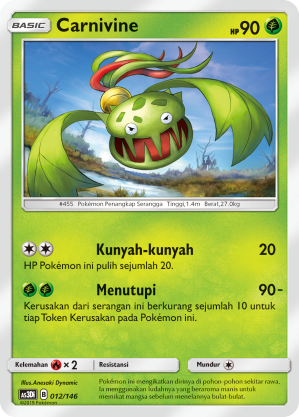 BASIC Carnivine HP 90
#455 Pokémon Penangkap Serangga Tinggi,1.4m Berat,27.0kg
Kunyah-kunyah 20
HP Pokémon ini pulih sejumlah 20.
Menutupi 90-
Kerusakan dari serangan ini berkurang sejumlah 10 untuk
tiap Token Kerusakan pada Pokémon ini.
Kelemahan × 2 Resistansi Mundur
Illus.Anesaki Dynamic
AS3D I B 012/146
©2019 Pokémon
Pokémon ini mengikatkan dirinya di pohon-pohon sekitar rawa.
Ia menggunakan ludahnya yang beraroma manis untuk
memikat mangsa sebelum menelannya.